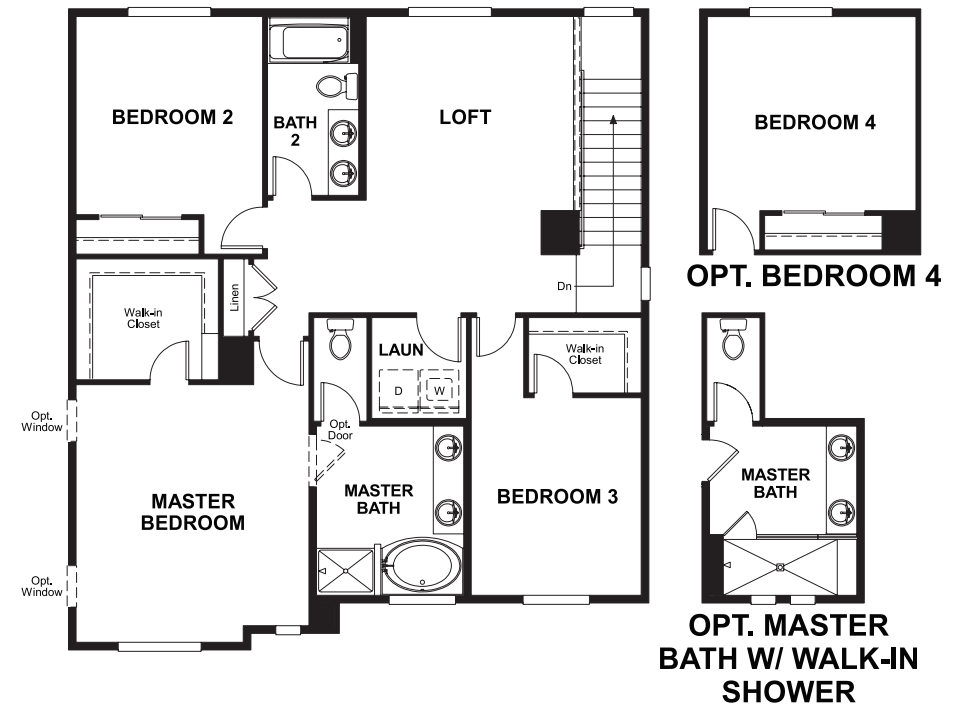 BEDROOM 2
BATH
2
LOFT
BEDROOM 4
OPT. BEDROOM 4
Dn
Linen
Walk-in
Closet
LAUN
D
W
Walk-in
Closet
Opt.
Window
Opt.
Door
MASTER
BEDROOM
MASTER
BATH
BEDROOM 3
MASTER
BATH
Opt.
Window
OPT. MASTER
BATH W/ WALK-IN
SHOWER